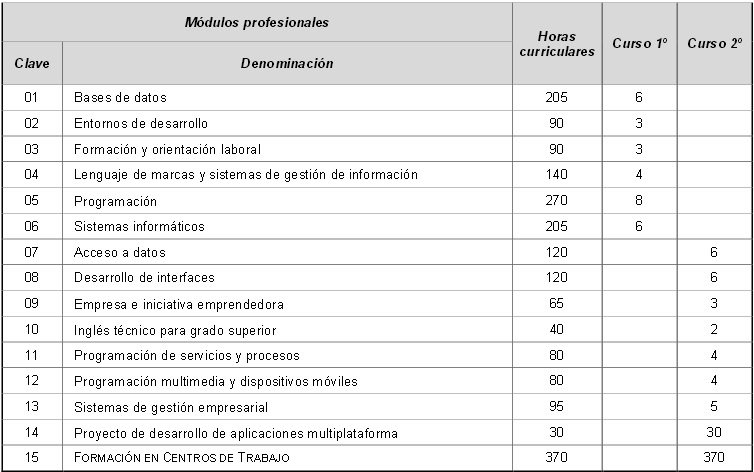 Módulos profesionales
Horas curriculares
Curso 1º
Curso 2º
Clave Denominación
01 Bases de datos 205 6
02 Entornos de desarrollo 90 3
03 Formación y orientación laboral 90 3
04 Lenguaje de marcas y sistemas de gestión de información 140 4
05 Programación 270 8
06 Sistemas informáticos 205 6
07 Acceso a datos 120 6
08 Desarrollo de interfaces 120 6
09 Empresa e iniciativa emprendedora 65 3
10 Inglés técnico para grado superior 40 2
11 Programación de servicios y procesos 80 4
12 Programación multimedia y dispositivos móviles 80 4
13 Sistemas de gestión empresarial 95 5
14 Proyecto de desarrollo de aplicaciones multiplataforma 30 30
15 FORMACIÓN EN CENTROS DE TRABAJO 370 370